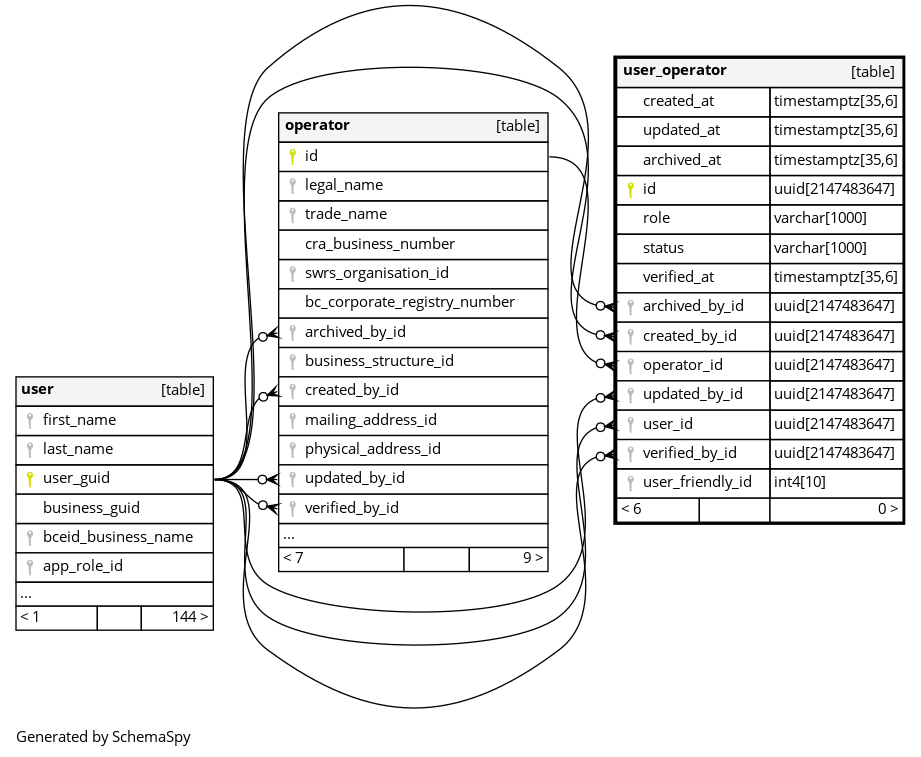 operator [table]
id
legal_name
trade_name
cra_business_number
swrs_organisation_id
bc_corporate_registry_number
archived_by_id
business_structure_id
created_by_id
mailing_address_id
physical_address_id
updated_by_id
verified_by_id
...
< 7 9 >
user_operator [table]
created_at timestamptz[35,6]
updated_at timestamptz[35,6]
archived_at timestamptz[35,6]
id uuid[2147483647]
role varchar[1000]
status varchar[1000]
verified_at timestamptz[35,6]
archived_by_id uuid[2147483647]
created_by_id uuid[2147483647]
operator_id uuid[2147483647]
updated_by_id uuid[2147483647]
user_id uuid[2147483647]
verified_by_id uuid[2147483647]
user_friendly_id int4[10]
< 6 0 >
user [table]
first_name
last_name
user_guid
business_guid
bceid_business_name
app_role_id
...
< 1 144 >
Generated by SchemaSpy